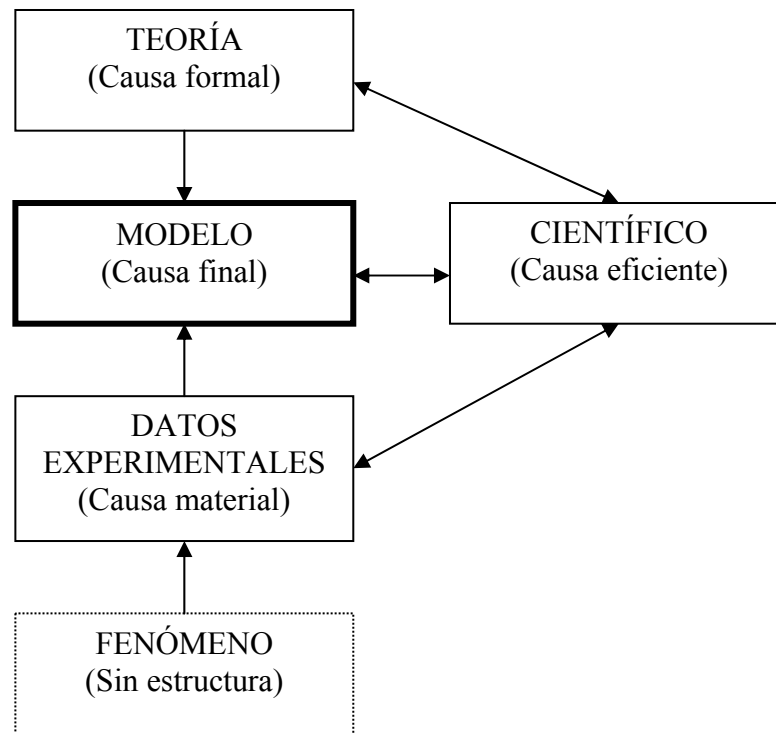 TEORÍA
(Causa formal)
MODELO
(Causa final)
CIENTÍFICO
(Causa eficiente)
DATOS
EXPERIMENTALES
(Causa material)
FENÓMENO
(Sin estructura)